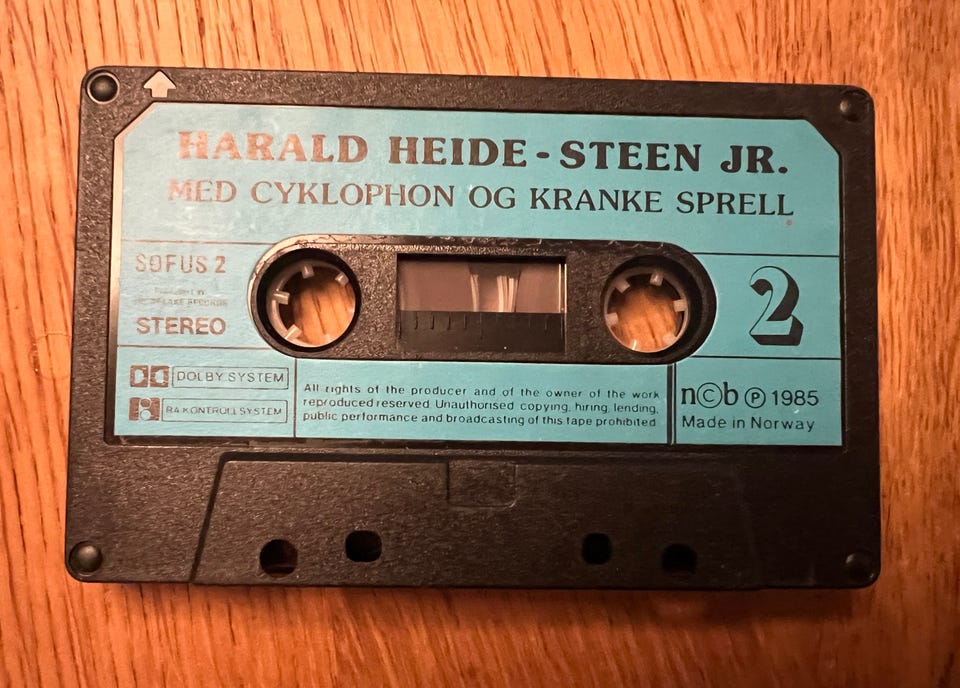 HARALD HEIDE-STEEN JR.
MED CYKLOPHON OG KRANKE SPRELL
SOFUS 2
STEREO
2
DOLBY SYSTEM
BA KONTROLL SYSTEM
All rights of the producer and of the owner of the work
reproduced reserved. Unauthorised copying, hiring, lending,
public performance and broadcasting of this tape prohibited
n©b ℗ 1985
Made in Norway